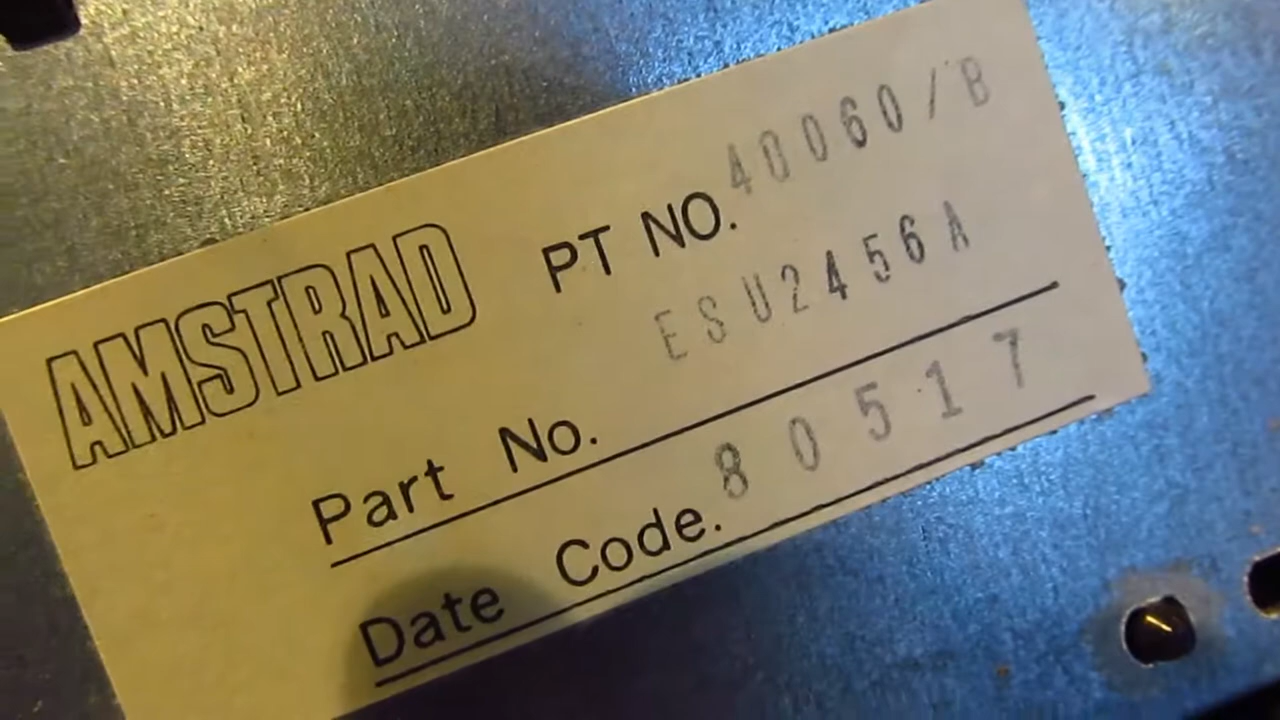 AMSTRAD PT NO. 40060/B
Part No. ESU2456A
Date Code. 80517